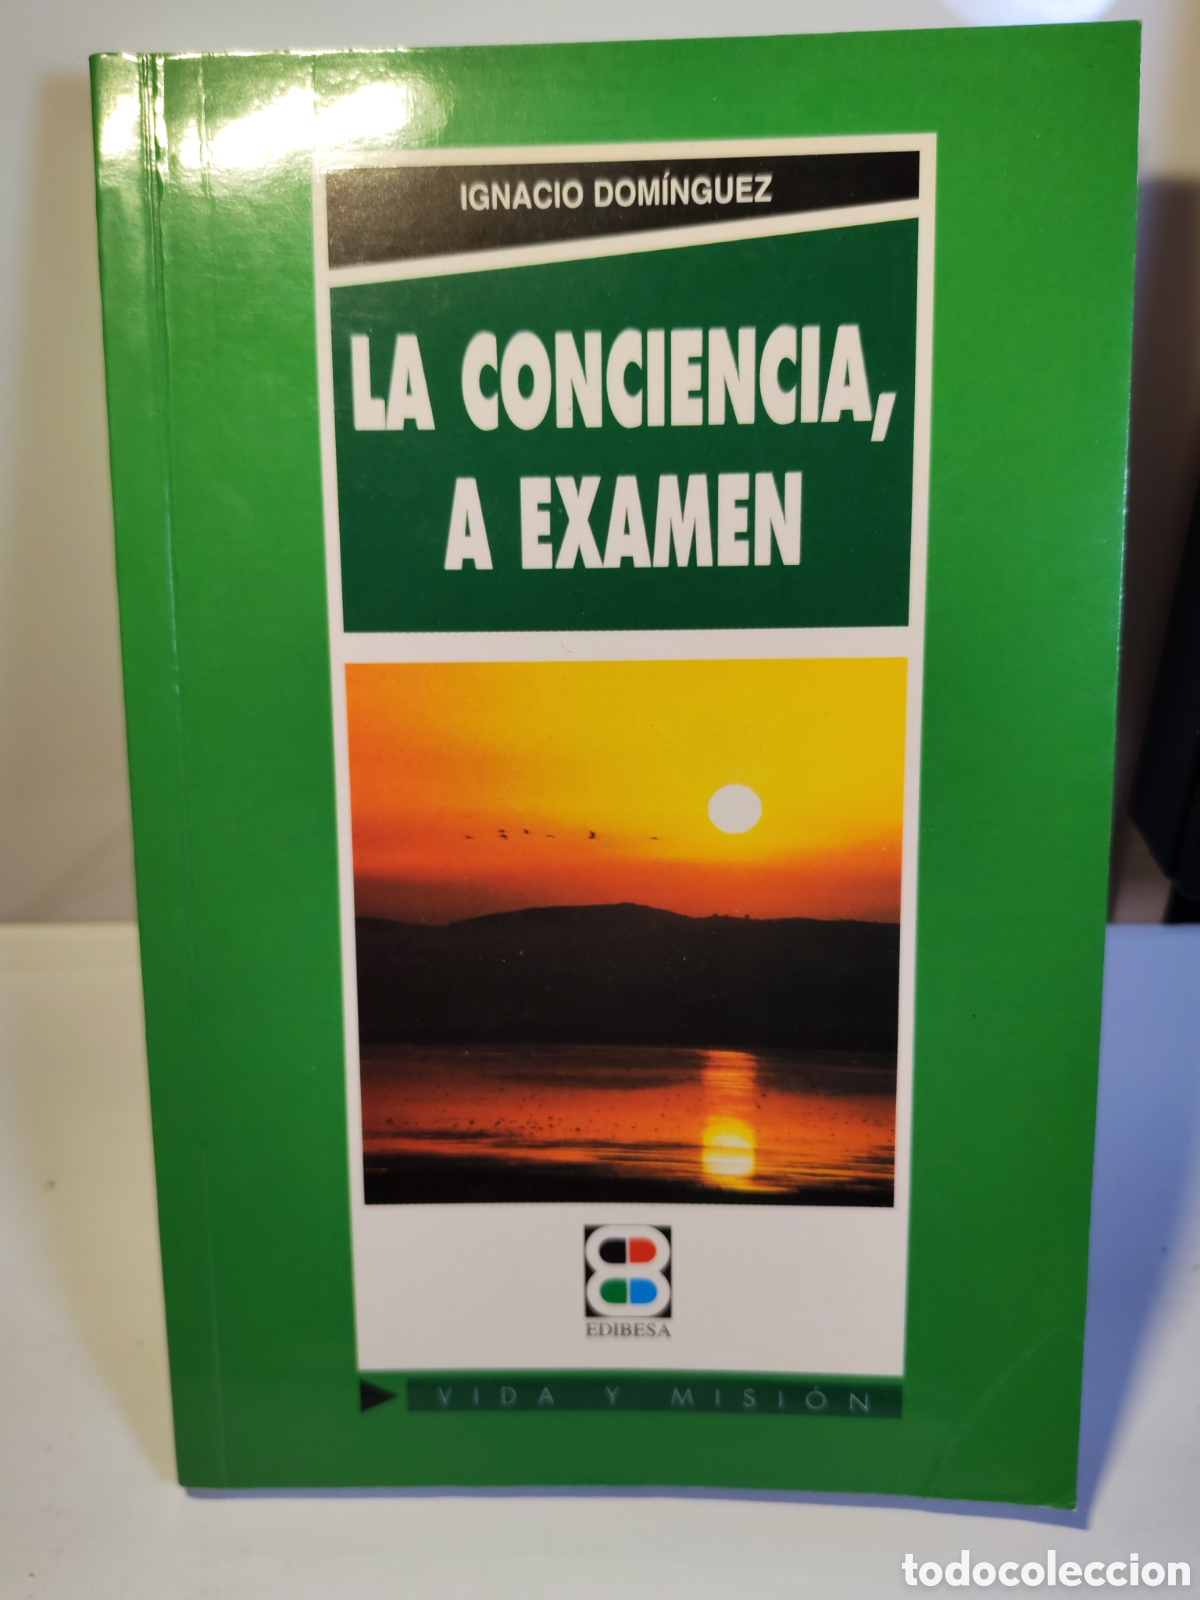 IGNACIO DOMÍNGUEZ
LA CONCIENCIA,
A EXAMEN
EDIBESA
VIDA Y MISIÓN
todocoleccion